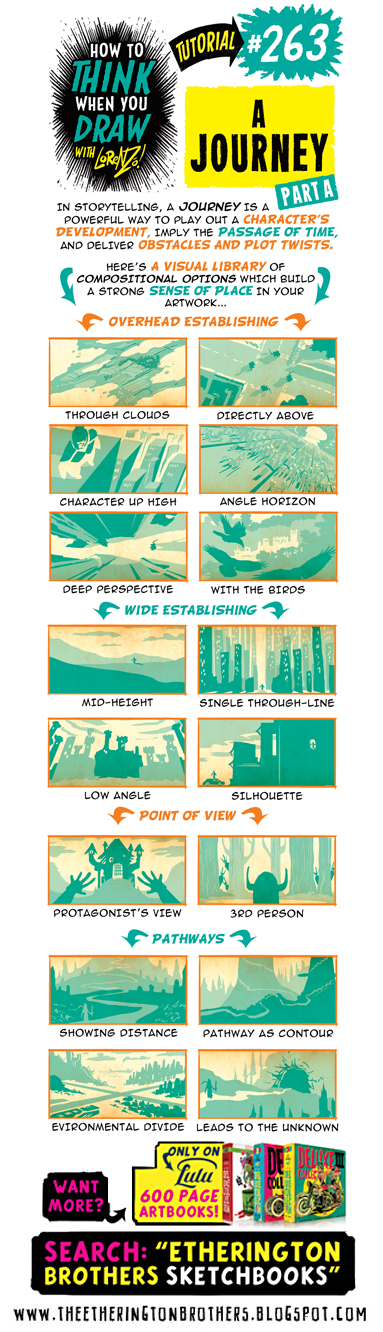 HOW TO
THINK
WHEN YOU
DRAW
WITH LORENZO!
TUTORIAL
#263
A
JOURNEY
PART A
IN STORYTELLING, A JOURNEY IS A
POWERFUL WAY TO PLAY OUT A CHARACTER'S
DEVELOPMENT, IMPLY THE PASSAGE OF TIME,
AND DELIVER OBSTACLES AND PLOT TWISTS.
HERE'S A VISUAL LIBRARY OF
COMPOSITIONAL OPTIONS WHICH BUILD
A STRONG SENSE OF PLACE IN YOUR
ARTWORK...
OVERHEAD ESTABLISHING
THROUGH CLOUDS
DIRECTLY ABOVE
CHARACTER UP HIGH
ANGLE HORIZON
DEEP PERSPECTIVE
WITH THE BIRDS
WIDE ESTABLISHING
MID-HEIGHT
SINGLE THROUGH-LINE
LOW ANGLE
SILHOUETTE
POINT OF VIEW
PROTAGONIST'S VIEW
3RD PERSON
PATHWAYS
SHOWING DISTANCE
PATHWAY AS CONTOUR
EVIRONMENTAL DIVIDE
LEADS TO THE UNKNOWN
WANT
MORE?
ONLY ON
Lulu
600 PAGE
ARTBOOKS!
DELUXE III
SEARCH: "ETHERINGTON
BROTHERS SKETCHBOOKS"
WWW.THEETHERINGTONBROTHERS.BLOGSPOT.COM